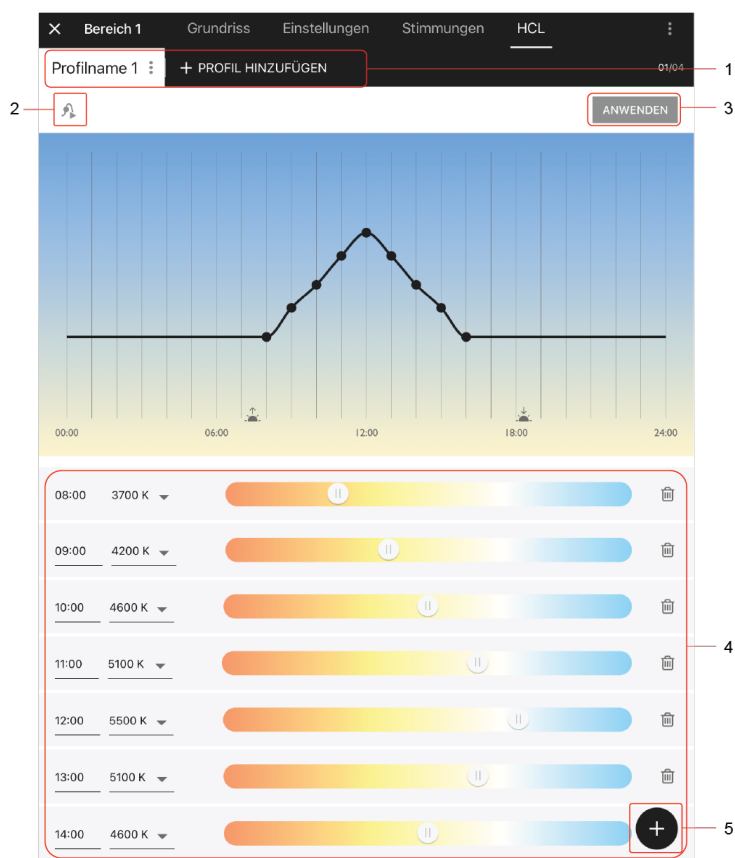 Bereich 1 Grundriss Einstellungen Stimmungen HCL
Profilname 1 + PROFIL HINZUFÜGEN 01/04 1
2 ANWENDEN 3
00:00 06:00 12:00 18:00 24:00
08:00 3700 K
09:00 4200 K
10:00 4600 K
11:00 5100 K
4
12:00 5500 K
13:00 5100 K
14:00 4600 K + 5